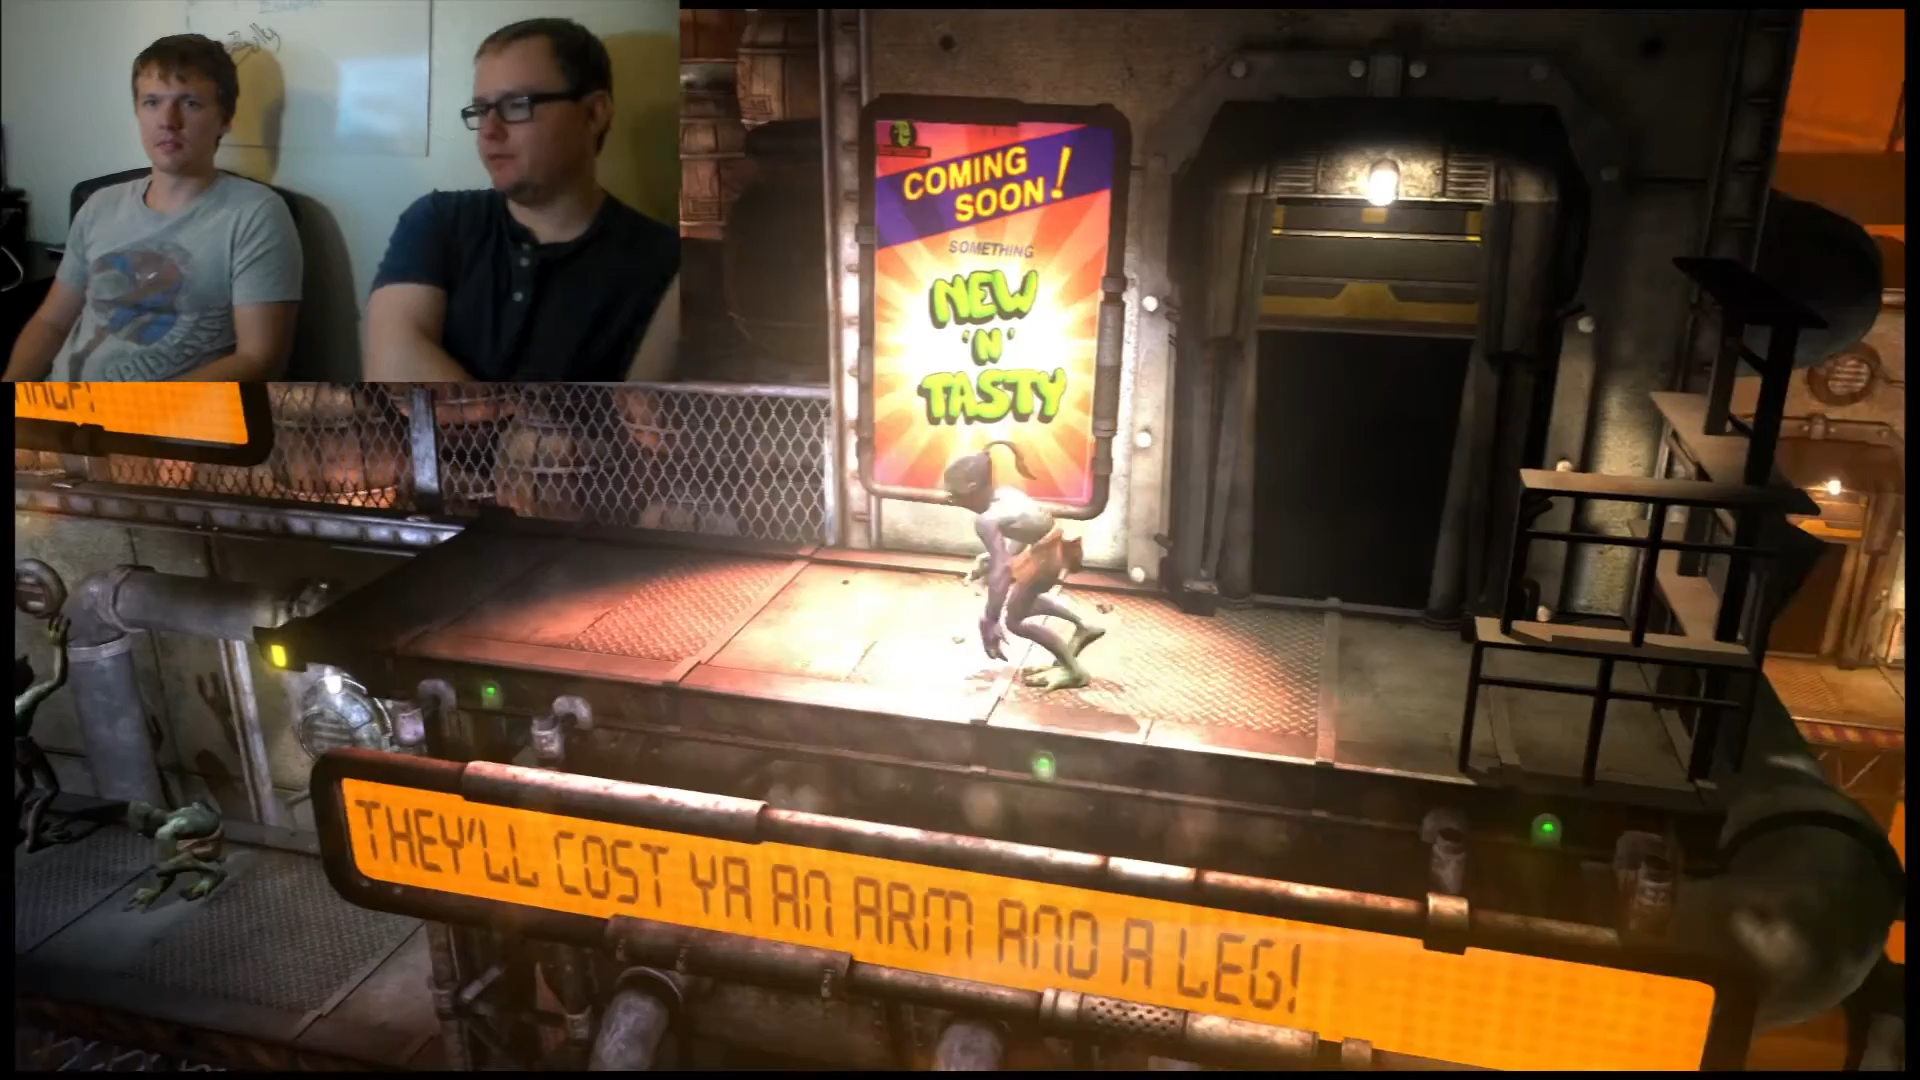 COMING
SOON!
SOMETHING
NEW
'N'
TASTY
THEY'LL COST YA AN ARM AND A LEG!